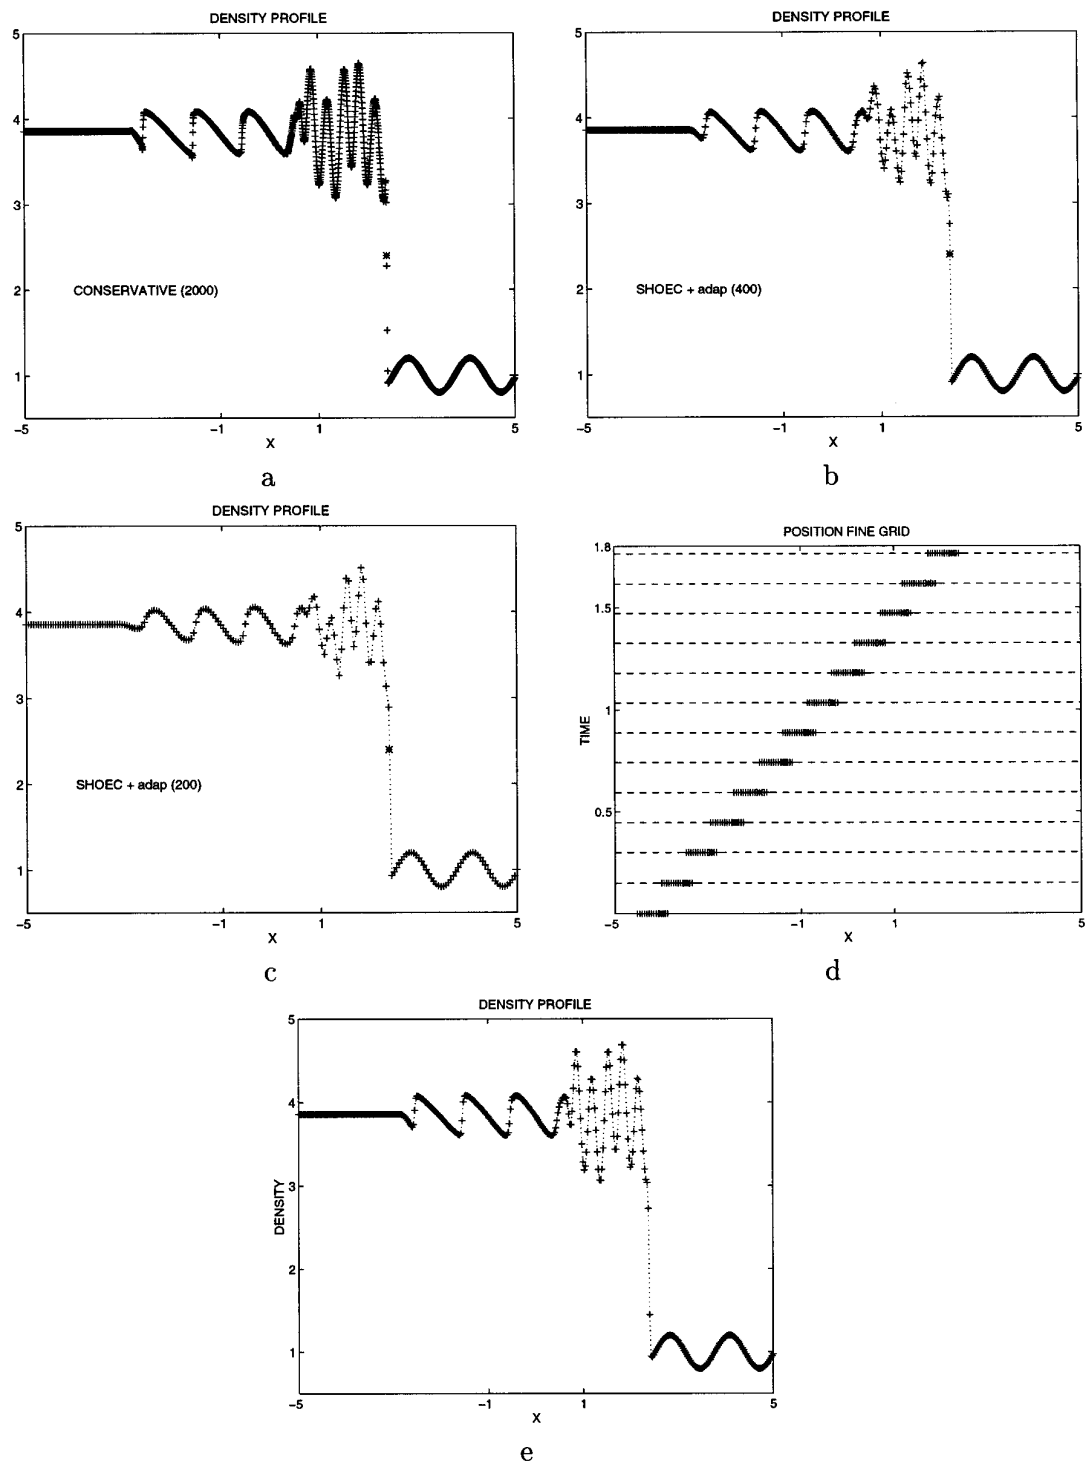 DENSITY PROFILE
5
4
3
2
1
CONSERVATIVE (2000)
-5
-1
1
5
X
a
DENSITY PROFILE
5
4
3
2
1
SHOEC + adap (400)
-5
-1
1
5
X
b
DENSITY PROFILE
5
4
3
2
1
SHOEC + adap (200)
-5
-1
1
5
X
c
POSITION FINE GRID
1.8
1.5
1
0.5
TIME
-5
-1
1
5
X
d
DENSITY PROFILE
5
4
3
2
1
DENSITY
-5
-1
1
5
X
e